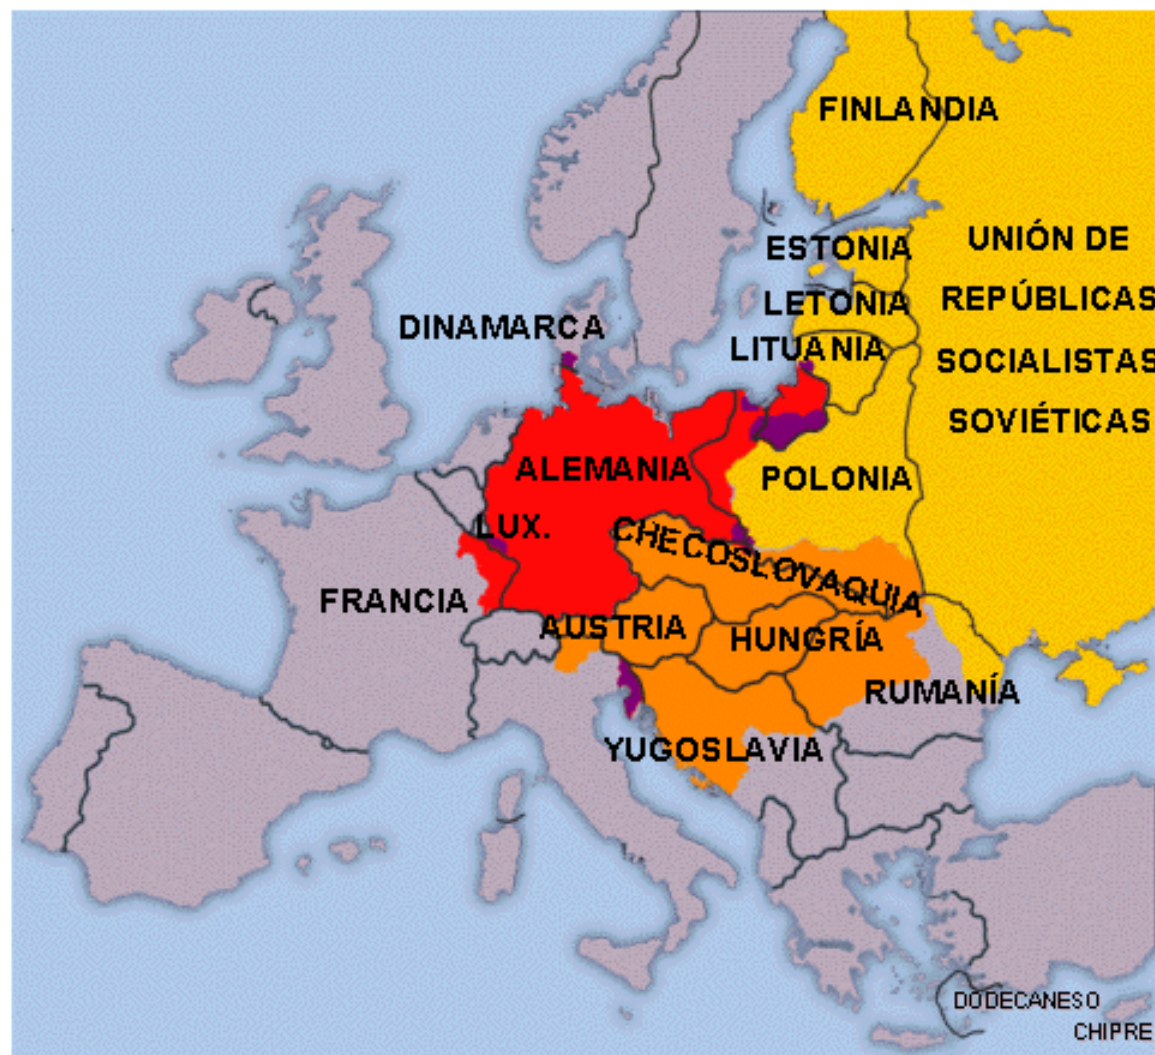 FINLANDIA
ESTONIA
UNIÓN DE
REPÚBLICAS
SOCIALISTAS
SOVIÉTICAS
LETONIA
DINAMARCA
LITUANIA
ALEMANIA
POLONIA
LUX.
CHECOSLOVAQUIA
FRANCIA
AUSTRIA
HUNGRÍA
RUMANÍA
YUGOSLAVIA
DODECANESO
CHIPRE